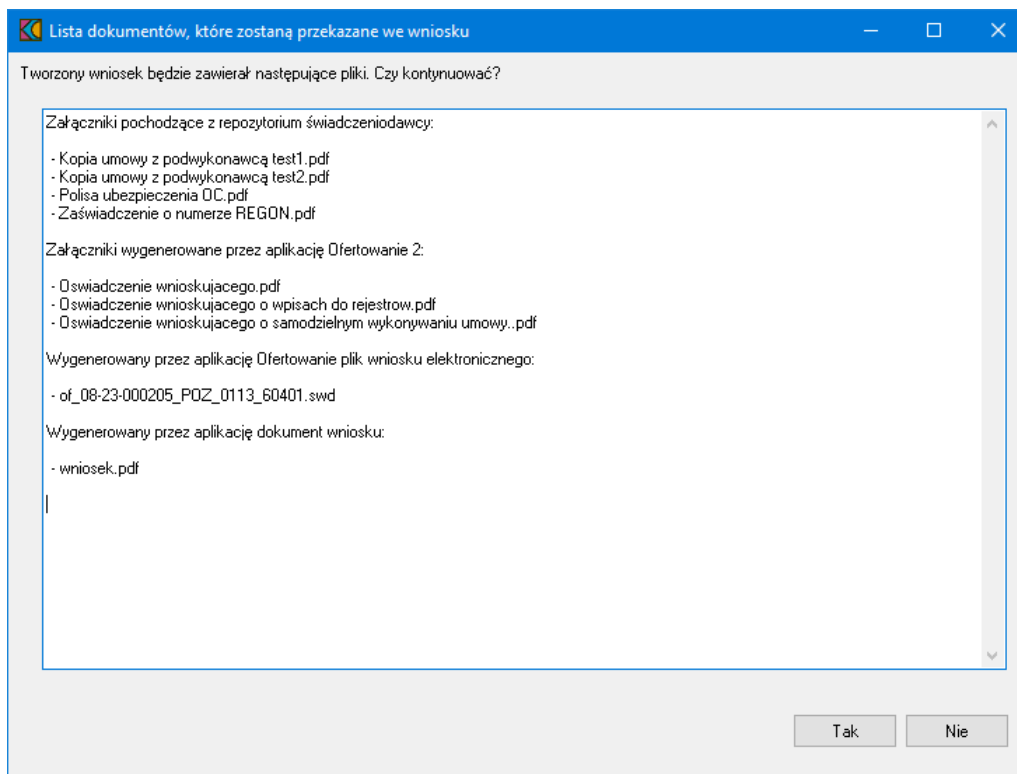 Lista dokumentów, które zostaną przekazane we wniosku
Tworzony wniosek będzie zawierał następujące pliki. Czy kontynuować?
Załączniki pochodzące z repozytorium świadczeniodawcy:
- Kopia umowy z podwykonawcą test1.pdf
- Kopia umowy z podwykonawcą test2.pdf
- Polisa ubezpieczenia OC.pdf
- Zaświadczenie o numerze REGON.pdf
Załączniki wygenerowane przez aplikację Ofertowanie 2:
- Oswiadczenie wnioskujacego.pdf
- Oswiadczenie wnioskujacego o wpisach do rejestrow.pdf
- Oswiadczenie wnioskujacego o samodzielnym wykonywaniu umowy..pdf
Wygenerowany przez aplikację Ofertowanie plik wniosku elektronicznego:
- of_08-23-000205_POZ_0113_60401.swd
Wygenerowany przez aplikację dokument wniosku:
- wniosek.pdf
Tak Nie